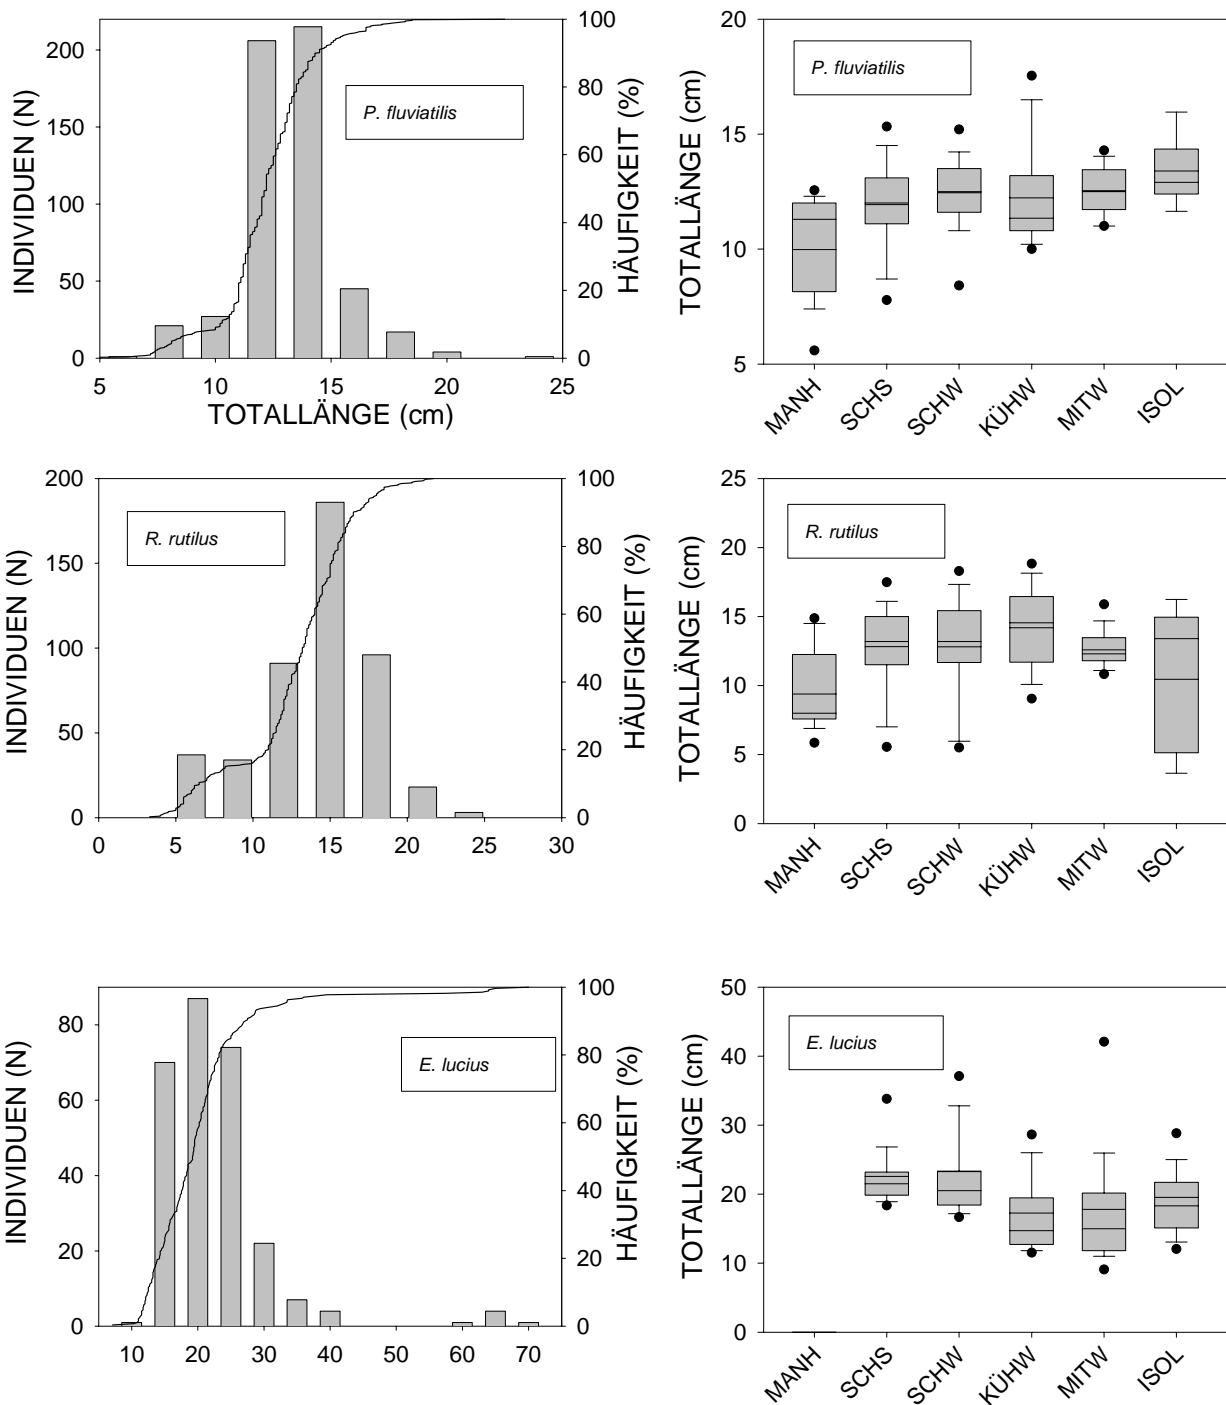 INDIVIDUEN (N)
200
150
100
50
0
P. fluviatilis
100
80
60
40
20
0
HÄUFIGKEIT (%)
5 10 15 20 25
TOTALLÄNGE (cm)
TOTALLÄNGE (cm)
20
15
10
5
P. fluviatilis
MANH SCHS SCHW KÜHW MITW ISOL
INDIVIDUEN (N)
200
150
100
50
0
R. rutilus
100
80
60
40
20
0
HÄUFIGKEIT (%)
0 5 10 15 20 25 30
TOTALLÄNGE (cm)
25
20
15
10
5
0
R. rutilus
MANH SCHS SCHW KÜHW MITW ISOL
INDIVIDUEN (N)
80
60
40
20
0
E. lucius
100
80
60
40
20
0
HÄUFIGKEIT (%)
10 20 30 40 50 60 70
TOTALLÄNGE (cm)
50
40
30
20
10
0
E. lucius
MANH SCHS SCHW KÜHW MITW ISOL